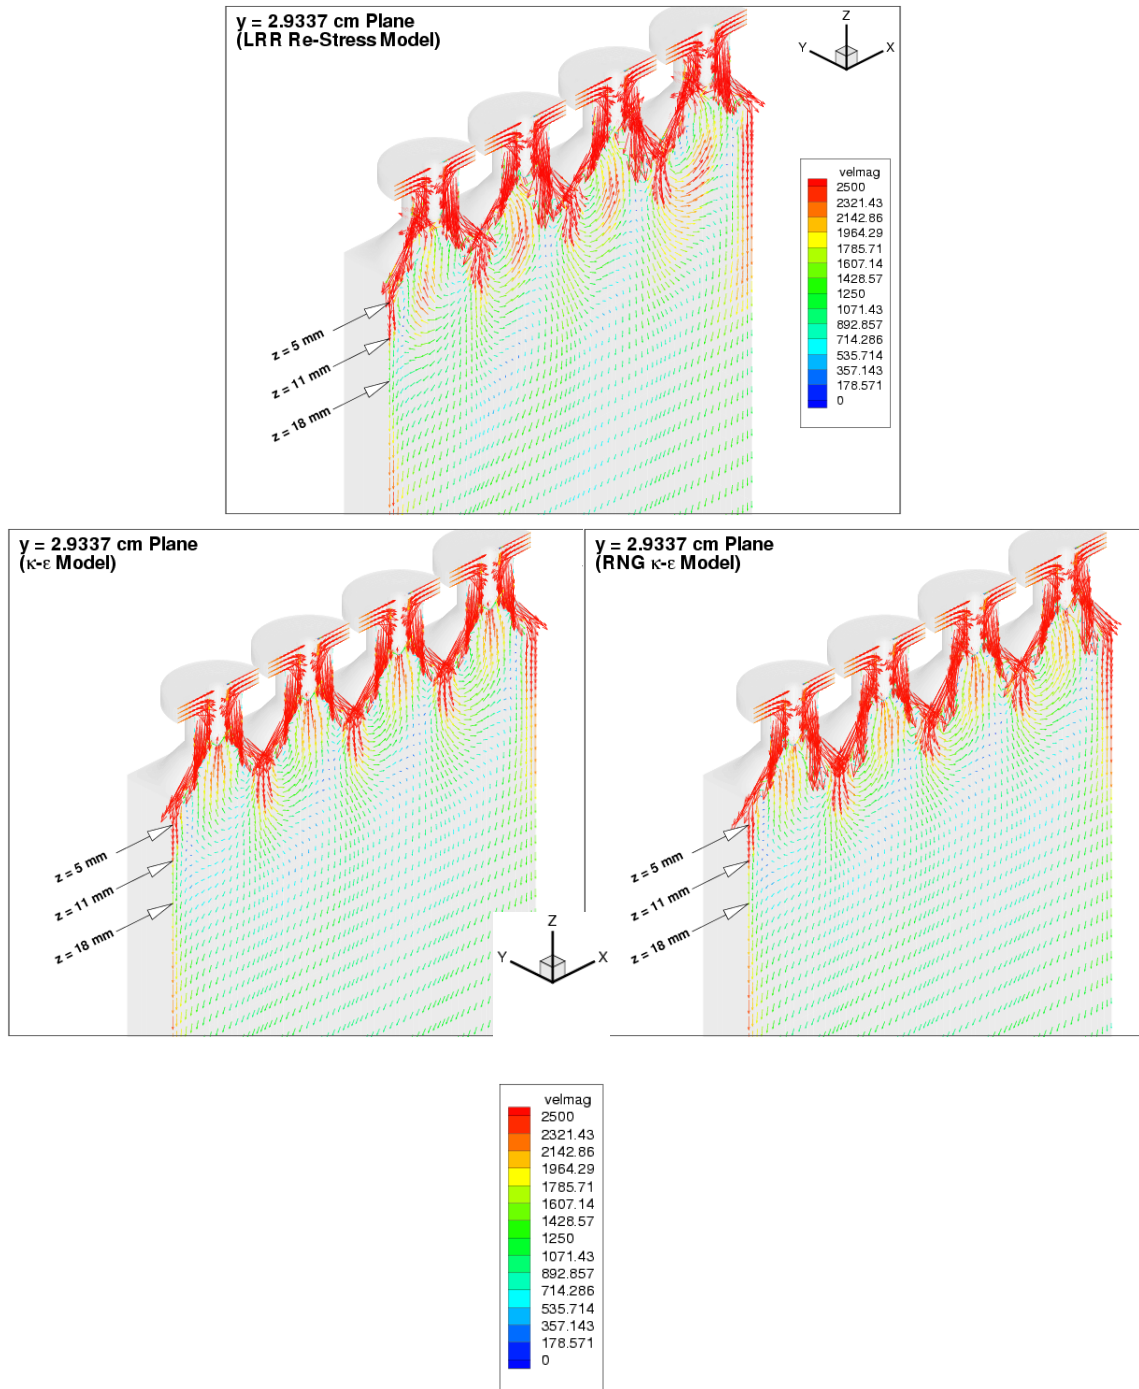 y = 2.9337 cm Plane
(LRR Re-Stress Model)
Z
Y
X
velmag
2500
2321.43
2142.86
1964.29
1785.71
1607.14
1428.57
1250
1071.43
892.857
714.286
535.714
357.143
178.571
0
z = 5 mm
z = 11 mm
z = 18 mm
y = 2.9337 cm Plane
(κ-ε Model)
z = 5 mm
z = 11 mm
z = 18 mm
y = 2.9337 cm Plane
(RNG κ-ε Model)
z = 5 mm
z = 11 mm
z = 18 mm
Z
Y
X
velmag
2500
2321.43
2142.86
1964.29
1785.71
1607.14
1428.57
1250
1071.43
892.857
714.286
535.714
357.143
178.571
0